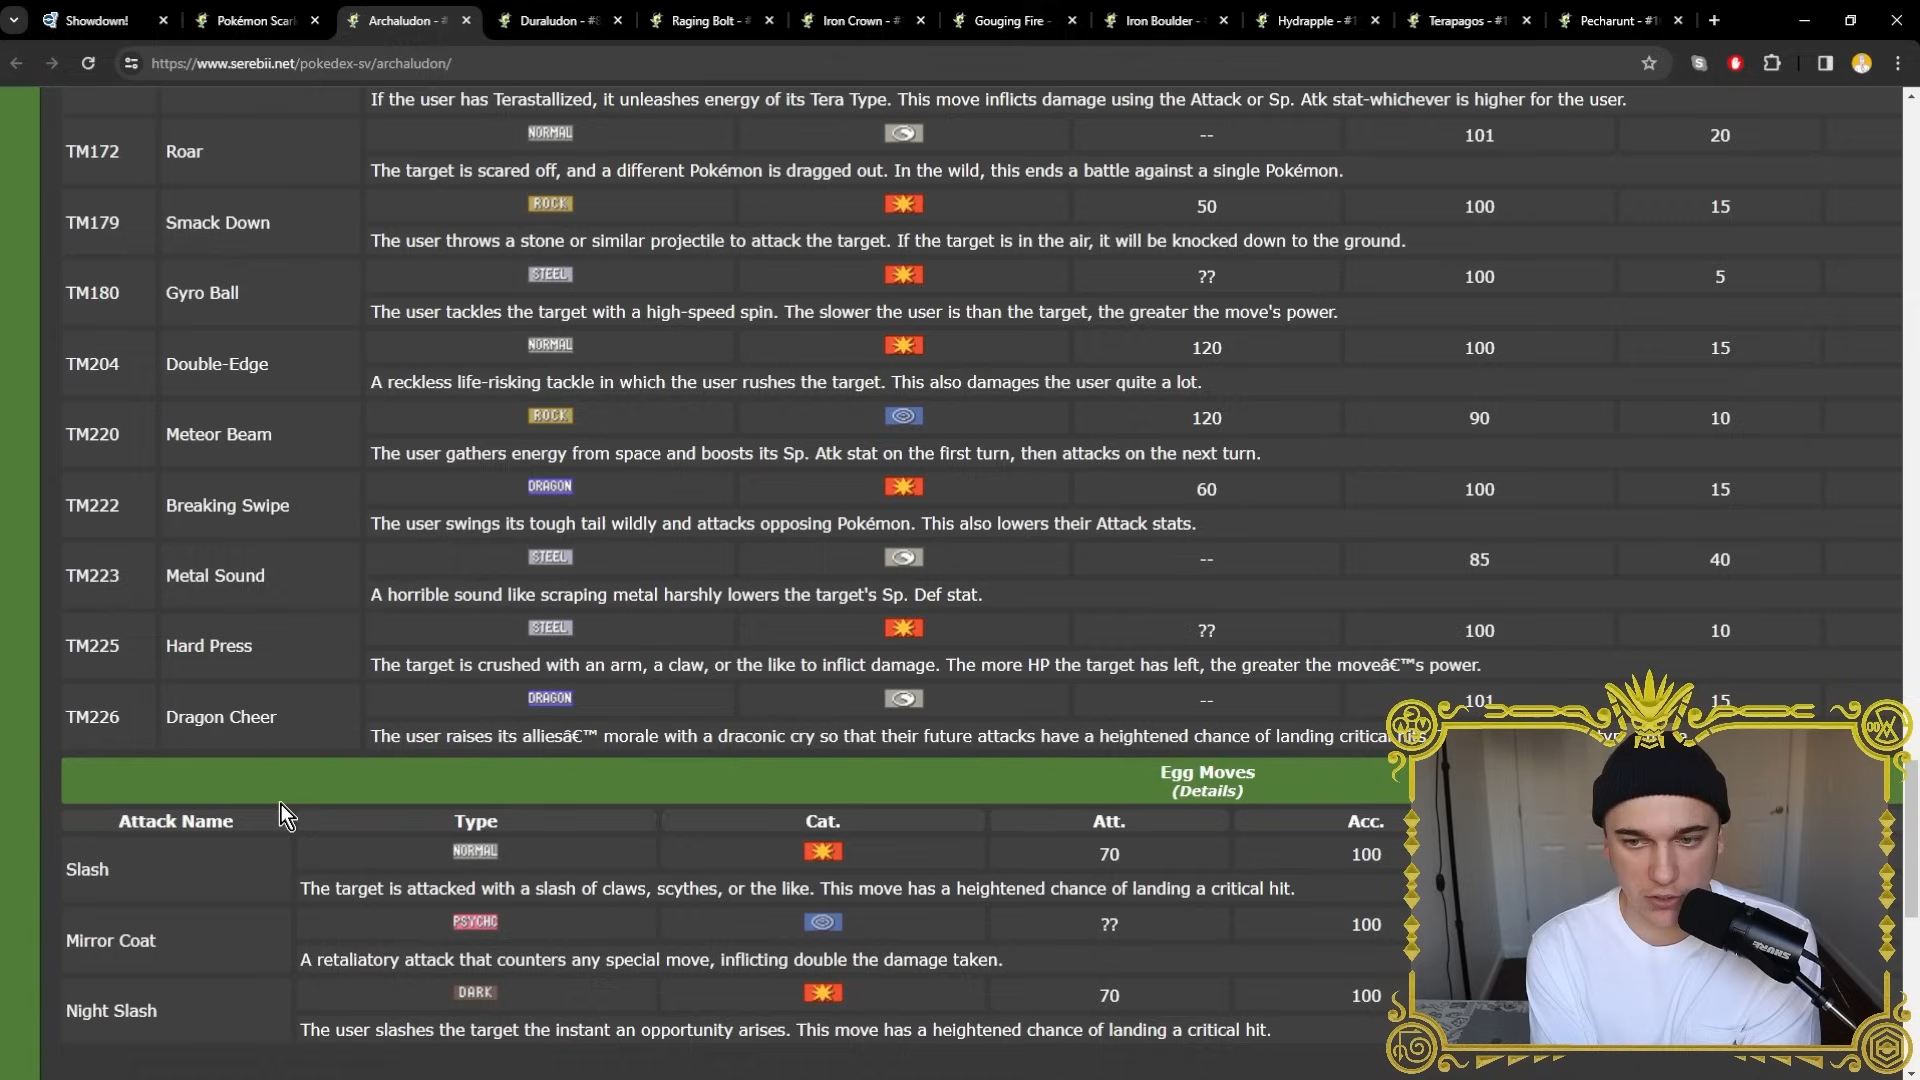 Showdown!
Pokémon Scarl
Archaludon - #
Duraludon - #8
Raging Bolt - #
Iron Crown - #
Gouging Fire -
Iron Boulder -
Hydrapple - #1
Terapagos - #1
Pecharunt - #1
https://www.serebii.net/pokedex-sv/archaludon/
If the user has Terastallized, it unleashes energy of its Tera Type. This move inflicts damage using the Attack or Sp. Atk stat-whichever is higher for the user.
TM172 Roar NORMAL -- 101 20
The target is scared off, and a different Pokémon is dragged out. In the wild, this ends a battle against a single Pokémon.
TM179 Smack Down ROCK 50 100 15
The user throws a stone or similar projectile to attack the target. If the target is in the air, it will be knocked down to the ground.
TM180 Gyro Ball STEEL ?? 100 5
The user tackles the target with a high-speed spin. The slower the user is than the target, the greater the move's power.
TM204 Double-Edge NORMAL 120 100 15
A reckless life-risking tackle in which the user rushes the target. This also damages the user quite a lot.
TM220 Meteor Beam ROCK 120 90 10
The user gathers energy from space and boosts its Sp. Atk stat on the first turn, then attacks on the next turn.
TM222 Breaking Swipe DRAGON 60 100 15
The user swings its tough tail wildly and attacks opposing Pokémon. This also lowers their Attack stats.
TM223 Metal Sound STEEL -- 85 40
A horrible sound like scraping metal harshly lowers the target's Sp. Def stat.
TM225 Hard Press STEEL ?? 100 10
The target is crushed with an arm, a claw, or the like to inflict damage. The more HP the target has left, the greater the moveâ€™s power.
TM226 Dragon Cheer DRAGON -- 101 15
The user raises its alliesâ€™ morale with a draconic cry so that their future attacks have a heightened chance of landing critical hits
Egg Moves
(Details)
Attack Name Type Cat. Att. Acc.
Slash NORMAL 70 100
The target is attacked with a slash of claws, scythes, or the like. This move has a heightened chance of landing a critical hit.
Mirror Coat PSYCHC ?? 100
A retaliatory attack that counters any special move, inflicting double the damage taken.
Night Slash DARK 70 100
The user slashes the target the instant an opportunity arises. This move has a heightened chance of landing a critical hit.
SHURE